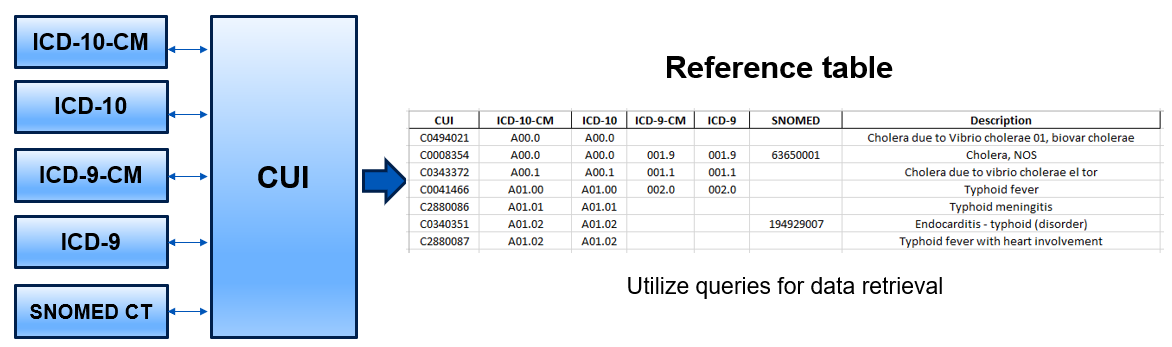 ICD-10-CM
ICD-10
ICD-9-CM
ICD-9
SNOMED CT
CUI
Reference table
CUI ICD-10-CM ICD-10 ICD-9-CM ICD-9 SNOMED Description
C0494021 A00.0 A00.0 Cholera due to Vibrio cholerae 01, biovar cholerae
C0008354 A00.0 A00.0 001.9 001.9 63650001 Cholera, NOS
C0343372 A00.1 A00.1 001.1 001.1 Cholera due to vibrio cholerae el tor
C0041466 A01.00 A01.00 002.0 002.0 Typhoid fever
C2880086 A01.01 A01.01 Typhoid meningitis
C0340351 A01.02 A01.02 194929007 Endocarditis - typhoid (disorder)
C2880087 A01.02 A01.02 Typhoid fever with heart involvement
Utilize queries for data retrieval